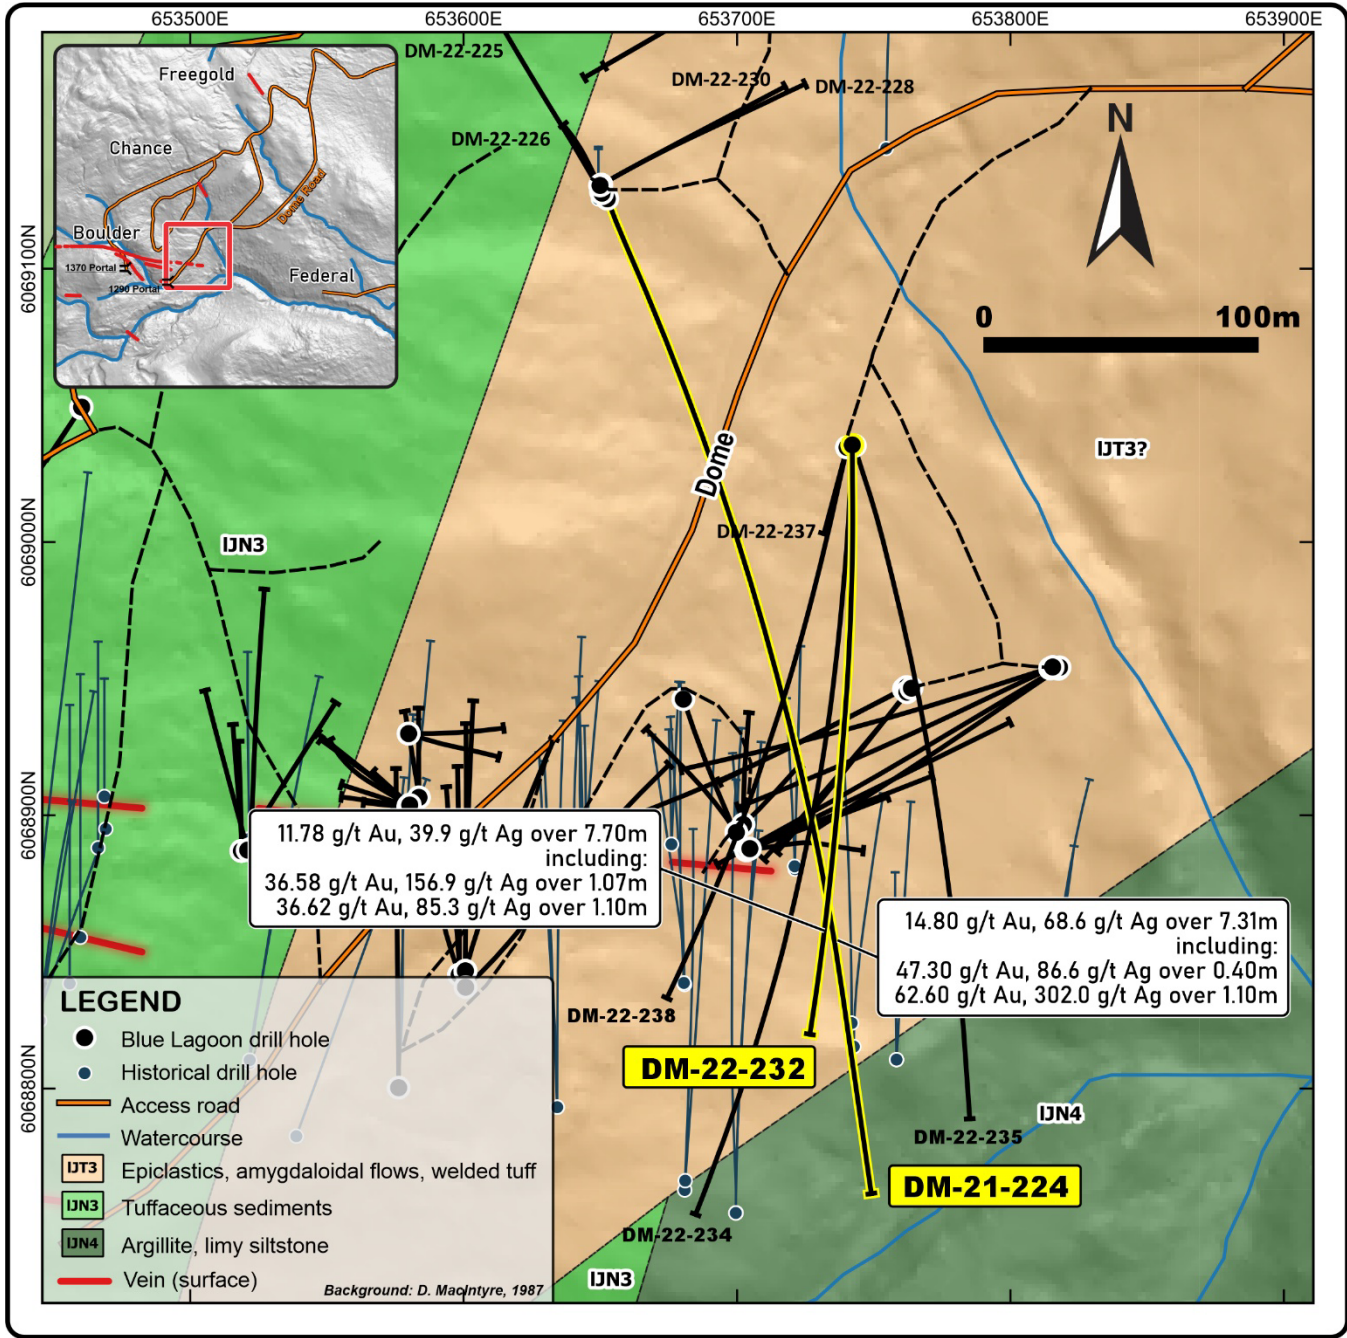 653500E
653600E
653700E
653800E
653900E
DM-22-225
Freegold
DM-22-230
DM-22-228
N
DM-22-226
Chance
Dome Road
Boulder
1370 Portal
Federal
1290 Portal
6069100N
0
100m
IJT3?
Dome
DM-22-237
IJN3
6069000N
6068900N
11.78 g/t Au, 39.9 g/t Ag over 7.70m
including:
36.58 g/t Au, 156.9 g/t Ag over 1.07m
36.62 g/t Au, 85.3 g/t Ag over 1.10m
14.80 g/t Au, 68.6 g/t Ag over 7.31m
including:
47.30 g/t Au, 86.6 g/t Ag over 0.40m
62.60 g/t Au, 302.0 g/t Ag over 1.10m
DM-22-238
DM-22-232
6068800N
IJN4
DM-22-235
DM-21-224
DM-22-234
IJN3
LEGEND
Blue Lagoon drill hole
Historical drill hole
Access road
Watercourse
IJT3 Epiclastics, amygdaloidal flows, welded tuff
IJN3 Tuffaceous sediments
IJN4 Argillite, limy siltstone
Vein (surface)
Background: D. MacIntyre, 1987